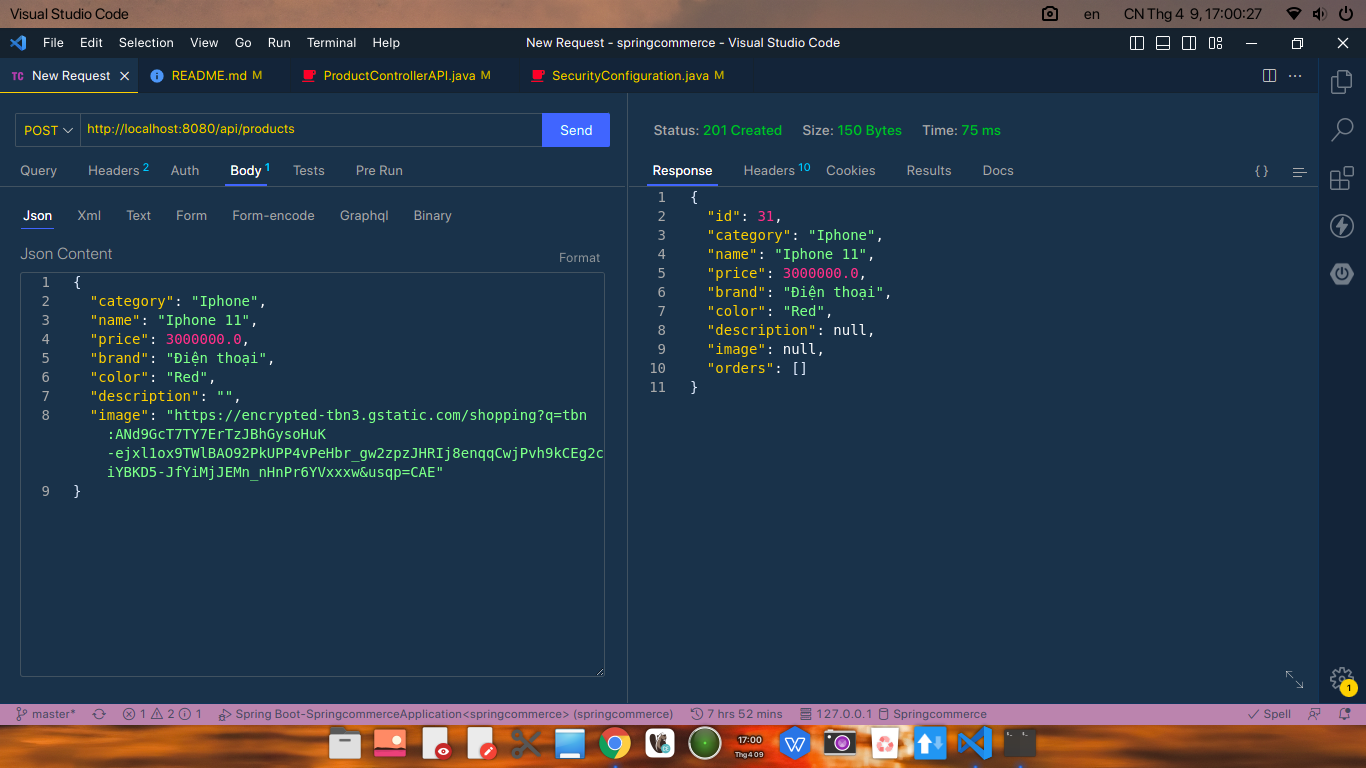 Visual Studio Code
en
CN Thg 4 9, 17:00:27
File Edit Selection View Go Run Terminal Help
New Request - springcommerce - Visual Studio Code
TC New Request
README.md M
ProductControllerAPI.java M
SecurityConfiguration.java M
POST
http://localhost:8080/api/products
Send
Query Headers 2 Auth Body 1 Tests Pre Run
Json Xml Text Form Form-encode Graphql Binary
Json Content
Format
1 {
2 "category": "Iphone",
3 "name": "Iphone 11",
4 "price": 3000000.0,
5 "brand": "Điện thoại",
6 "color": "Red",
7 "description": "",
8 "image": "https://encrypted-tbn3.gstatic.com/shopping?q=tbn
:ANd9GcT7TY7ErTzJBhGysoHuK
-ejxl1ox9TWlBAO92PkUPP4vPeHbr_gw2zpzJHRIj8enqqCwjPvh9kCEg2c
iYBKD5-JfYiMjJEMn_nHnPr6YVxxxw&usqp=CAE"
9 }
Status: 201 Created Size: 150 Bytes Time: 75 ms
Response Headers 10 Cookies Results Docs
{ }
1 {
2 "id": 31,
3 "category": "Iphone",
4 "name": "Iphone 11",
5 "price": 3000000.0,
6 "brand": "Điện thoại",
7 "color": "Red",
8 "description": null,
9 "image": null,
10 "orders": []
11 }
1
master* 1 2 1 Spring Boot-SpringcommerceApplication<springcommerce> (springcommerce) 7 hrs 52 mins 127.0.0.1 Springcommerce Spell
17:00
Thg4 09
W